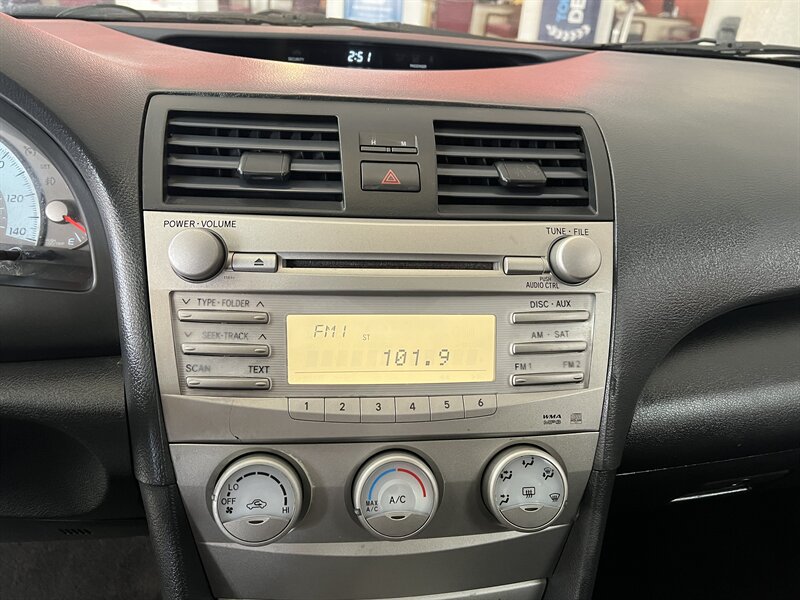 2:51
SECURITY
PASSENGER
H M
120
140
E
POWER · VOLUME
TUNE · FILE
PUSH
AUDIO CTRL
∨ TYPE · FOLDER ∧
DISC · AUX
∨ SEEK · TRACK ∧
AM · SAT
SCAN TEXT
FM1 FM2
FM1
ST
101.9
1 2 3 4 5 6
WMA
MP3
LO
OFF
HI
MAX
A/C
A/C